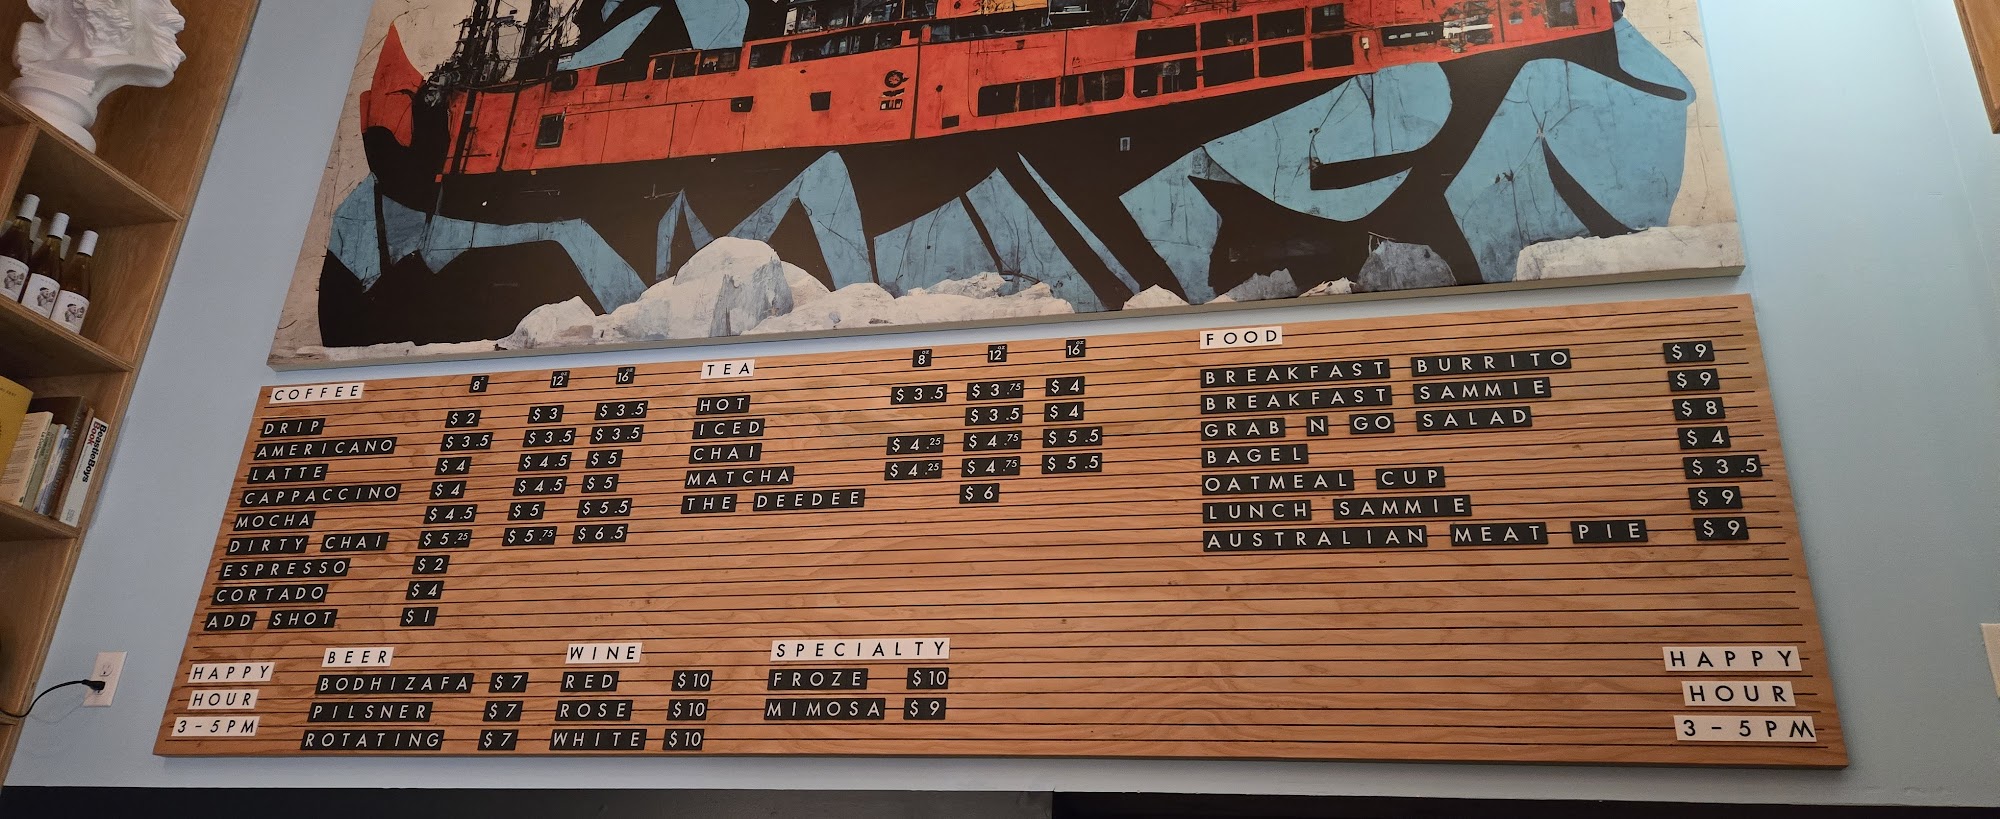 COFFEE 8 12 16
DRIP $2 $3 $3.5
AMERICANO $3.5 $3.5 $3.5
LATTE $4 $4.5 $5
CAPPACCINO $4 $4.5 $5
MOCHA $4.5 $5 $5.5
DIRTY CHAI $5.25 $5.75 $6.5
ESPRESSO $2
CORTADO $4
ADD SHOT $1
TEA 8OZ 12OZ 16OZ
HOT $3.5 $3.75 $4
ICED $3.5 $4
CHAI $4.25 $4.75 $5.5
MATCHA $4.25 $4.75 $5.5
THE DEEDEE $6
FOOD
BREAKFAST BURRITO $9
BREAKFAST SAMMIE $9
GRAB N GO SALAD $8
BAGEL $4
OATMEAL CUP $3.5
LUNCH SAMMIE $9
AUSTRALIAN MEAT PIE $9
HAPPY
HOUR
3-5PM
BEER
BODHIZAFA $7
PILSNER $7
ROTATING $7
WINE
RED $10
ROSE $10
WHITE $10
SPECIALTY
FROZE $10
MIMOSA $9
HAPPY
HOUR
3-5PM
Beastie Boys
Book